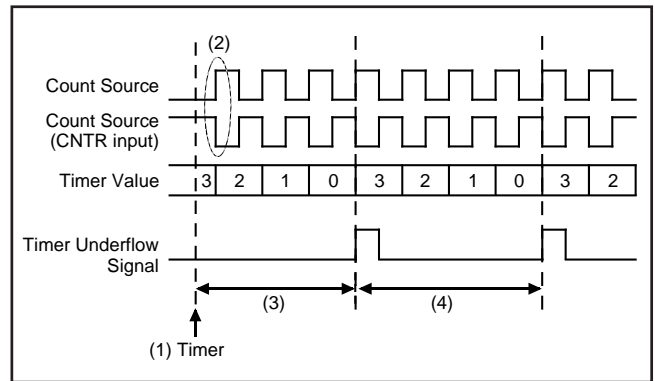 (2)
Count Source
Count Source
(CNTR input)
Timer Value 3 2 1 0 3 2 1 0 3 2
Timer Underflow
Signal
(3) (4)
(1) Timer